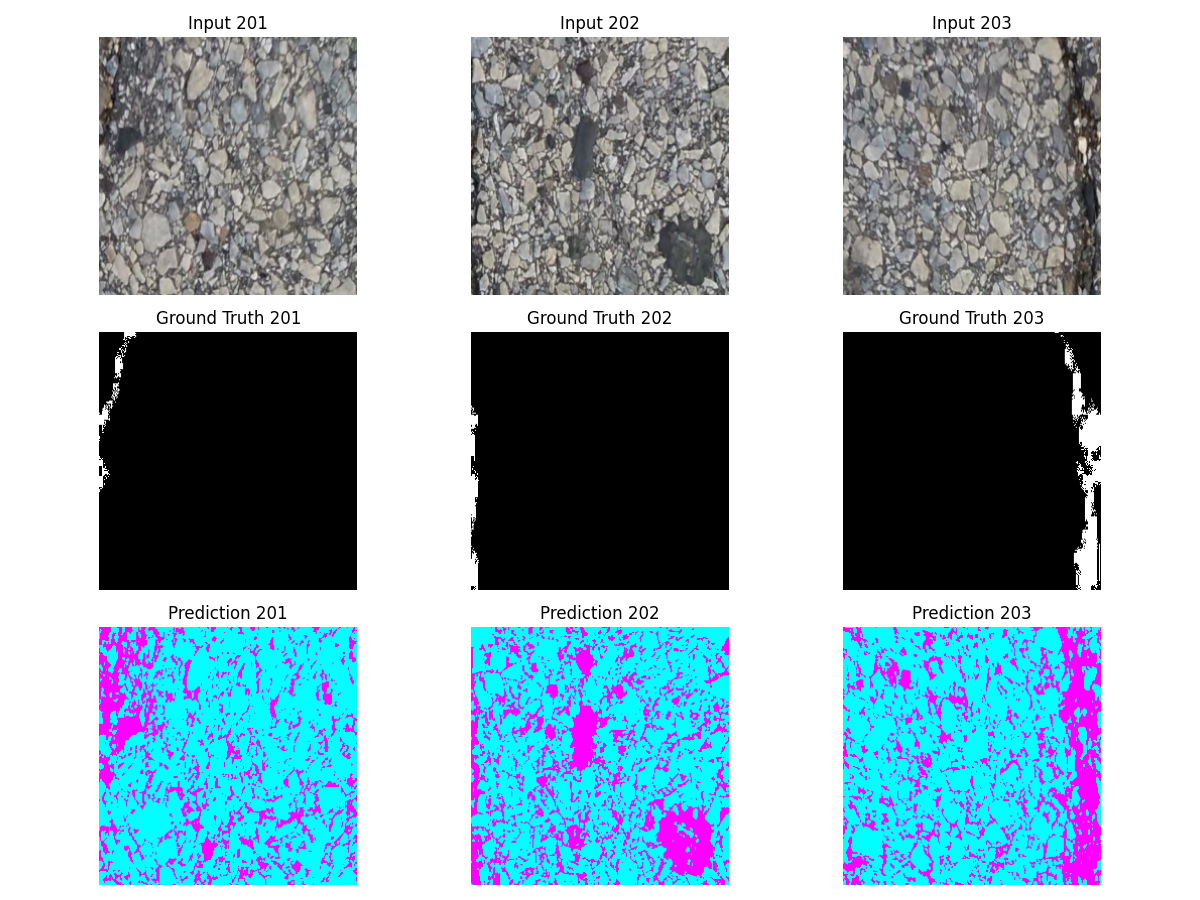 Input 201
Input 202
Input 203
Ground Truth 201
Ground Truth 202
Ground Truth 203
Prediction 201
Prediction 202
Prediction 203